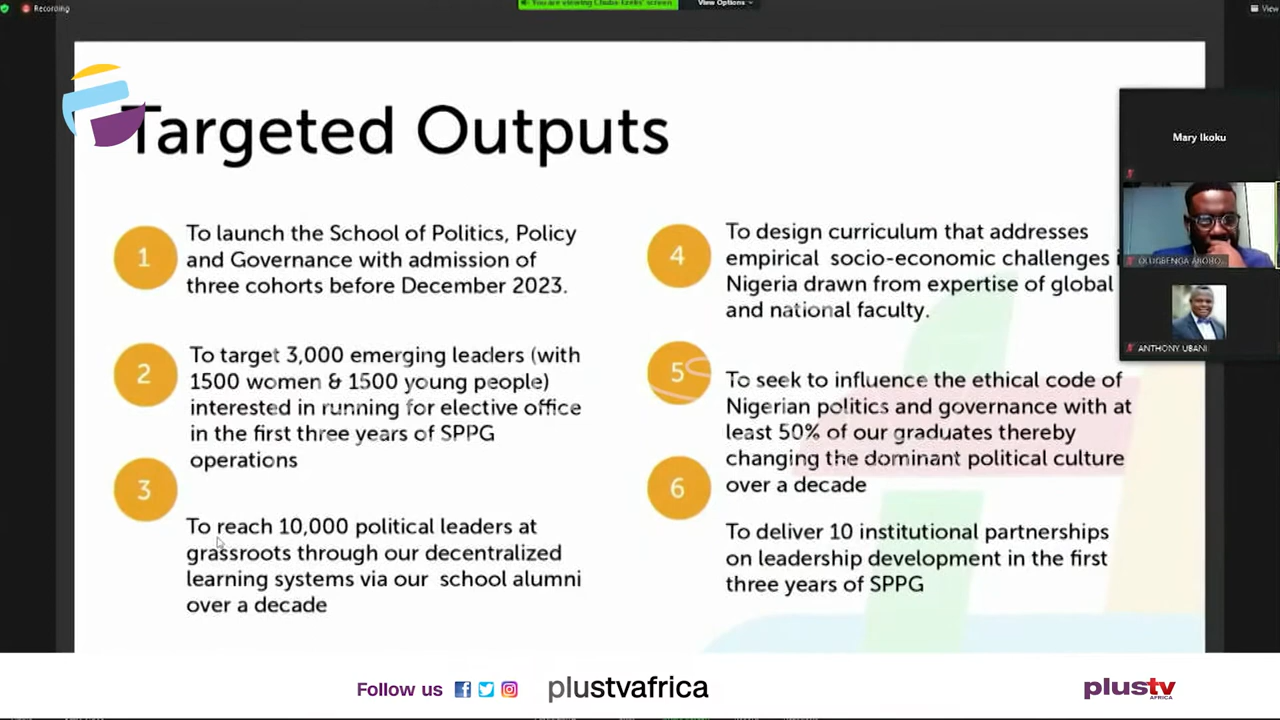 Recording
You are viewing Chuba Ezeks' screen
View Options
View
Targeted Outputs
1
To launch the School of Politics, Policy
and Governance with admission of
three cohorts before December 2023.
2
To target 3,000 emerging leaders (with
1500 women & 1500 young people)
interested in running for elective office
in the first three years of SPPG
operations
3
To reach 10,000 political leaders at
grassroots through our decentralized
learning systems via our school alumni
over a decade
4
To design curriculum that addresses
empirical socio-economic challenges i
Nigeria drawn from expertise of global
and national faculty.
5
To seek to influence the ethical code of
Nigerian politics and governance with at
least 50% of our graduates thereby
changing the dominant political culture
over a decade
6
To deliver 10 institutional partnerships
on leadership development in the first
three years of SPPG
Mary Ikoku
ANTHONY UBANI
Follow us
plustvafrica
plustv
AFRICA